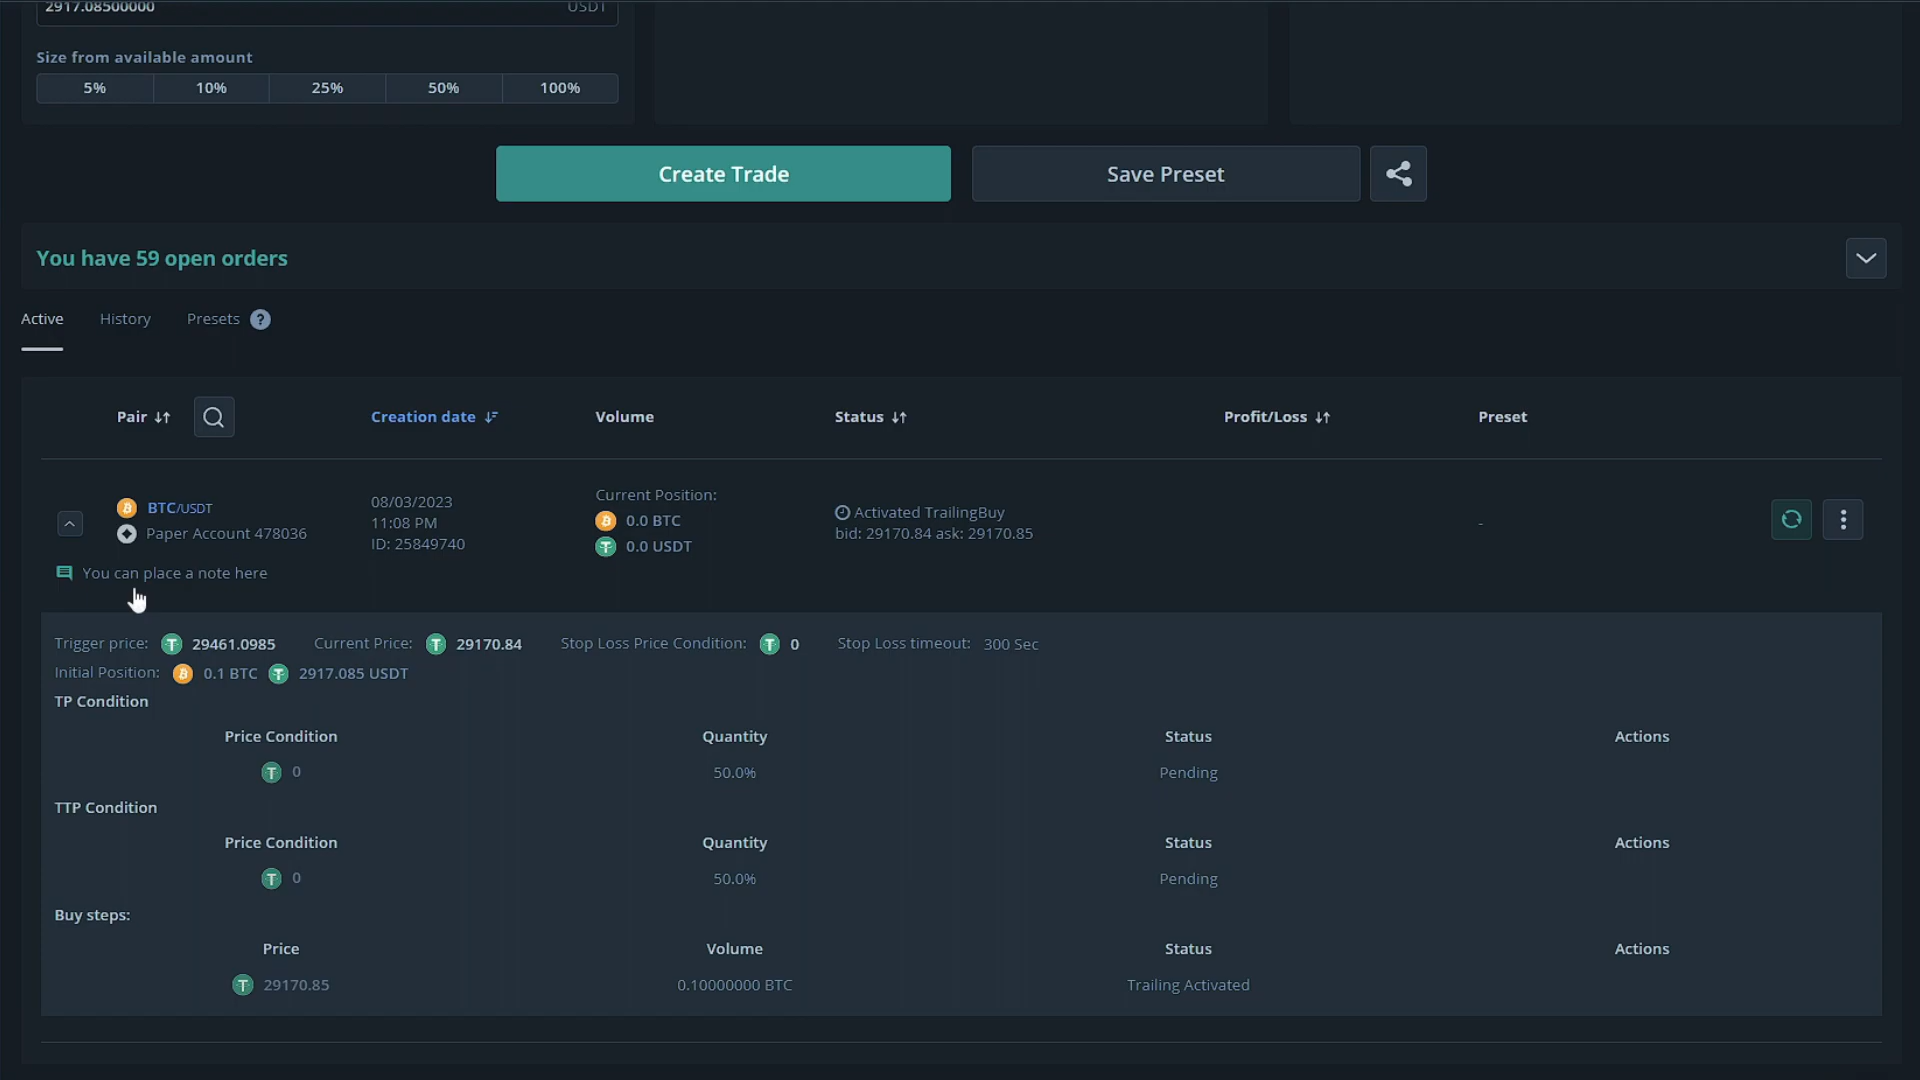 2917.08500000 USDT
Size from available amount
5% 10% 25% 50% 100%
Create Trade Save Preset
You have 59 open orders
Active History Presets ?
Pair Creation date Volume Status Profit/Loss Preset
BTC/USDT
Paper Account 478036
08/03/2023
11:08 PM
ID: 25849740
Current Position:
0.0 BTC
0.0 USDT
Activated TrailingBuy
bid: 29170.84 ask: 29170.85
-
You can place a note here
Trigger price: 29461.0985 Current Price: 29170.84 Stop Loss Price Condition: 0 Stop Loss timeout: 300 Sec
Initial Position: 0.1 BTC 2917.085 USDT
TP Condition
Price Condition Quantity Status Actions
0 50.0% Pending
TTP Condition
Price Condition Quantity Status Actions
0 50.0% Pending
Buy steps:
Price Volume Status Actions
29170.85 0.10000000 BTC Trailing Activated